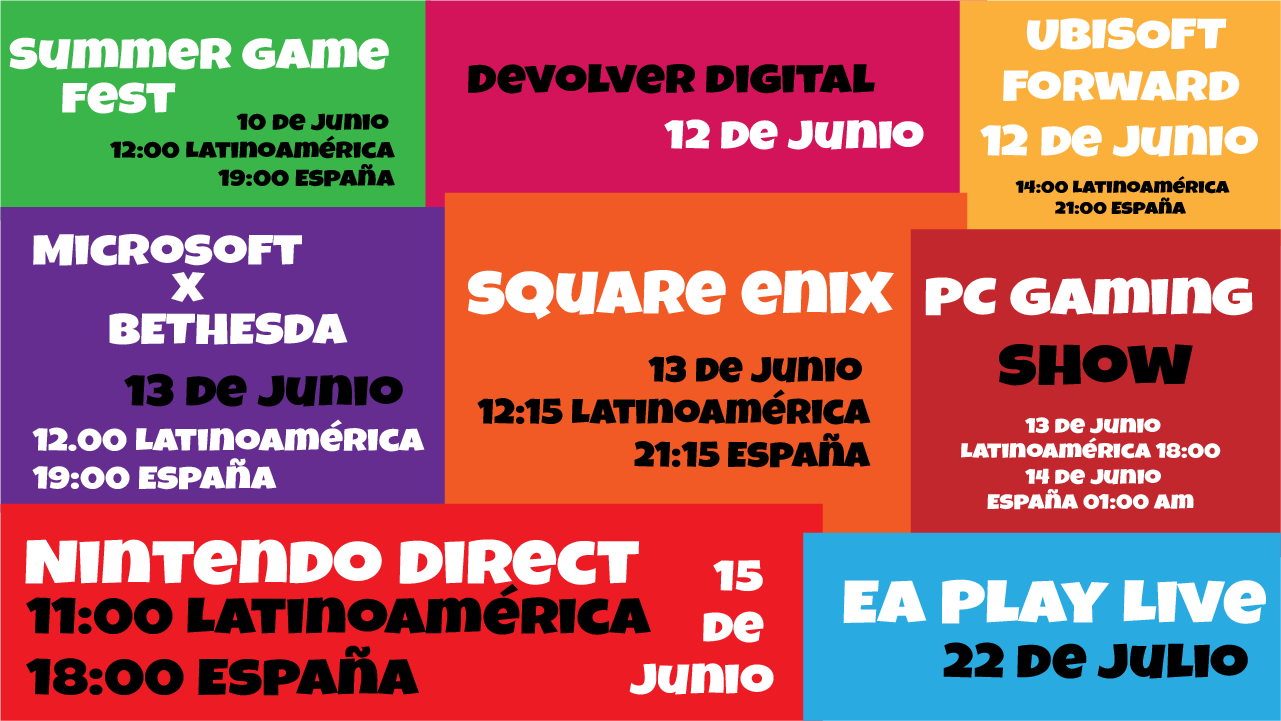 Summer Game
Fest
10 de Junio
12:00 Latinoamérica
19:00 España
Devolver Digital
12 de Junio
Ubisoft
Forward
12 de Junio
14:00 Latinoamérica
21:00 España
Microsoft
X
Bethesda
13 de Junio
12.00 Latinoamérica
19:00 España
Square Enix
13 de Junio
12:15 Latinoamérica
21:15 España
PC Gaming
Show
13 de Junio
Latinoamérica 18:00
14 de Junio
España 01:00 am
Nintendo Direct
11:00 Latinoamérica
18:00 España
15
de
Junio
EA Play Live
22 de Julio